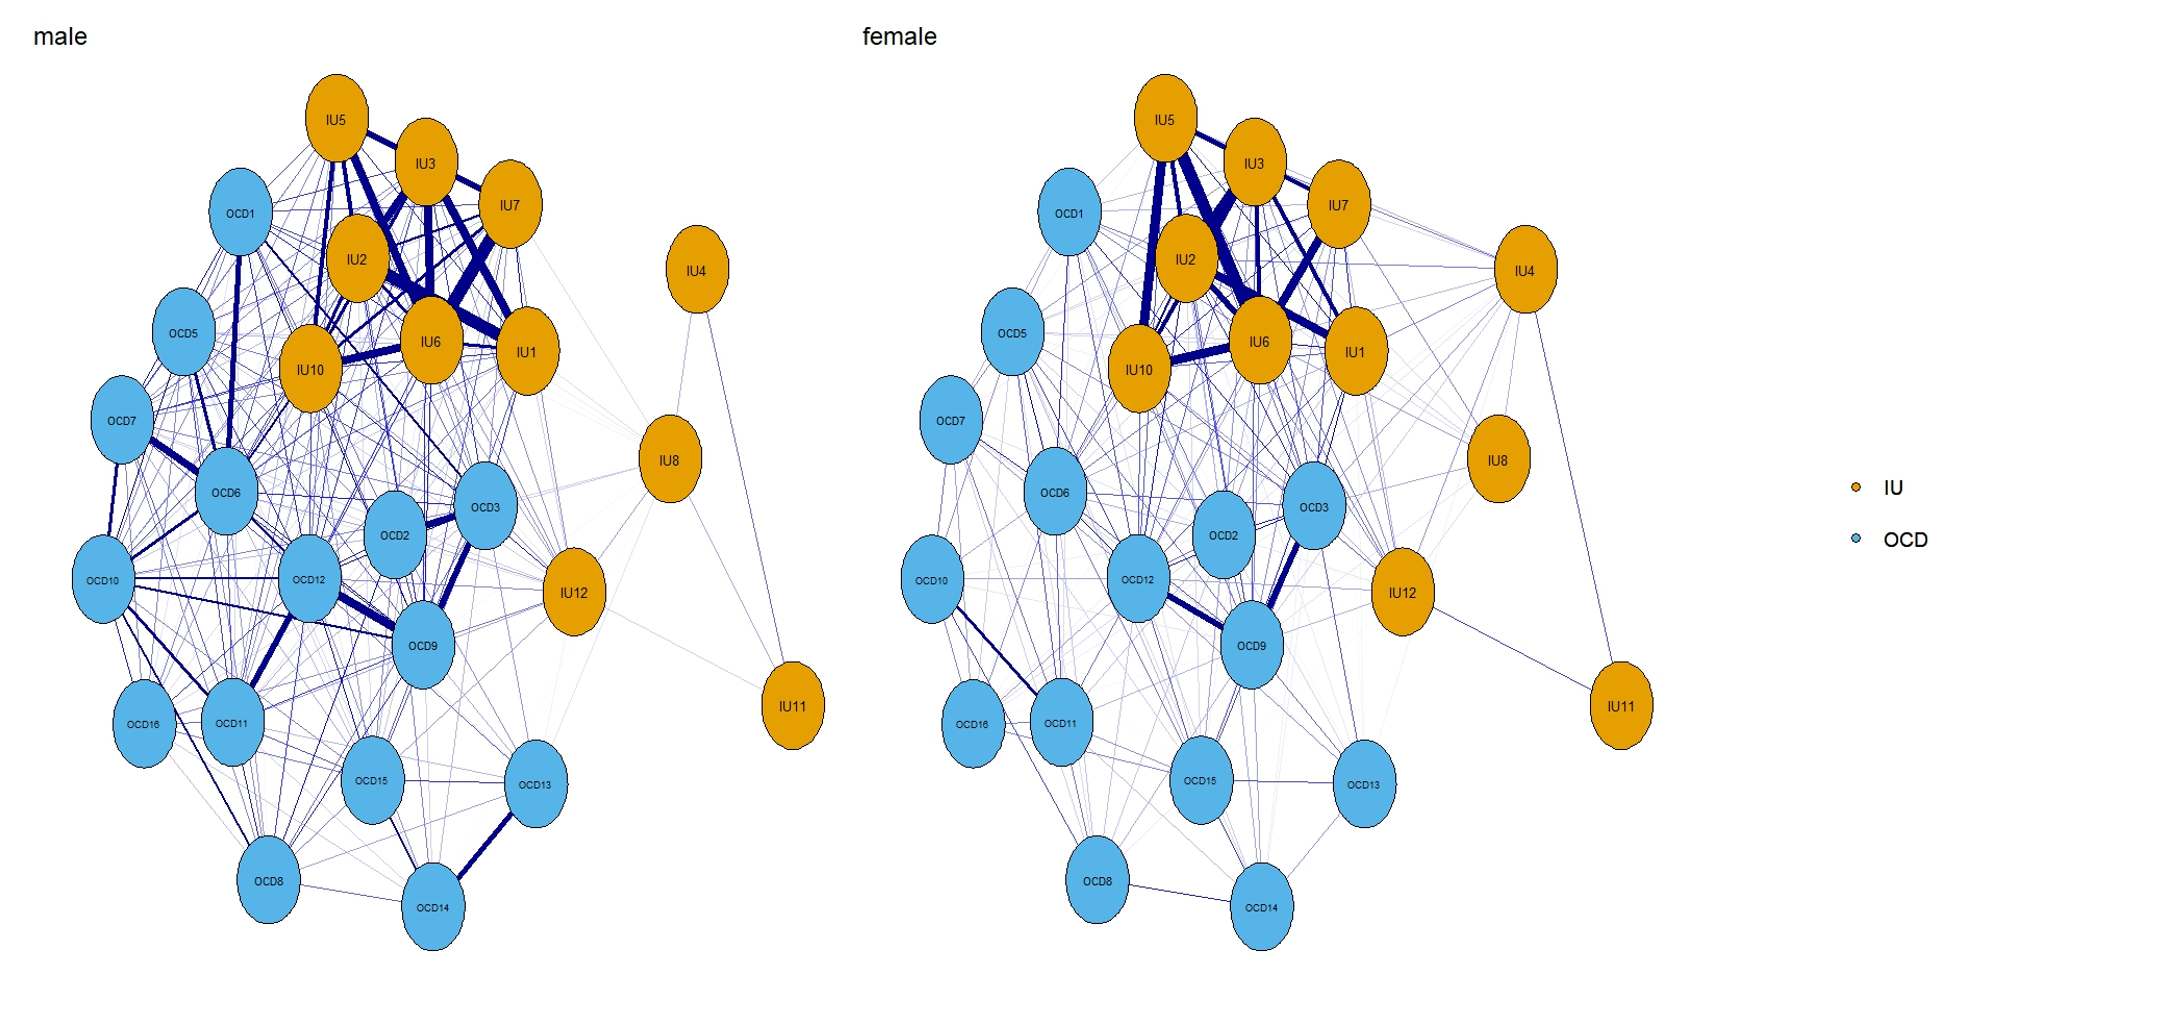 male
female
IU5
IU3
IU7
OCD1
IU2
IU4
OCD5
IU6
IU1
IU10
OCD7
IU8
OCD6
OCD3
OCD2
OCD10
OCD12
IU12
OCD9
OCD16
OCD11
IU11
OCD15
OCD13
OCD8
OCD14
IU5
IU3
IU7
OCD1
IU2
IU4
OCD5
IU6
IU1
IU10
OCD7
IU8
OCD6
OCD3
OCD2
OCD10
OCD12
IU12
OCD9
OCD16
OCD11
IU11
OCD15
OCD13
OCD8
OCD14
IU
OCD